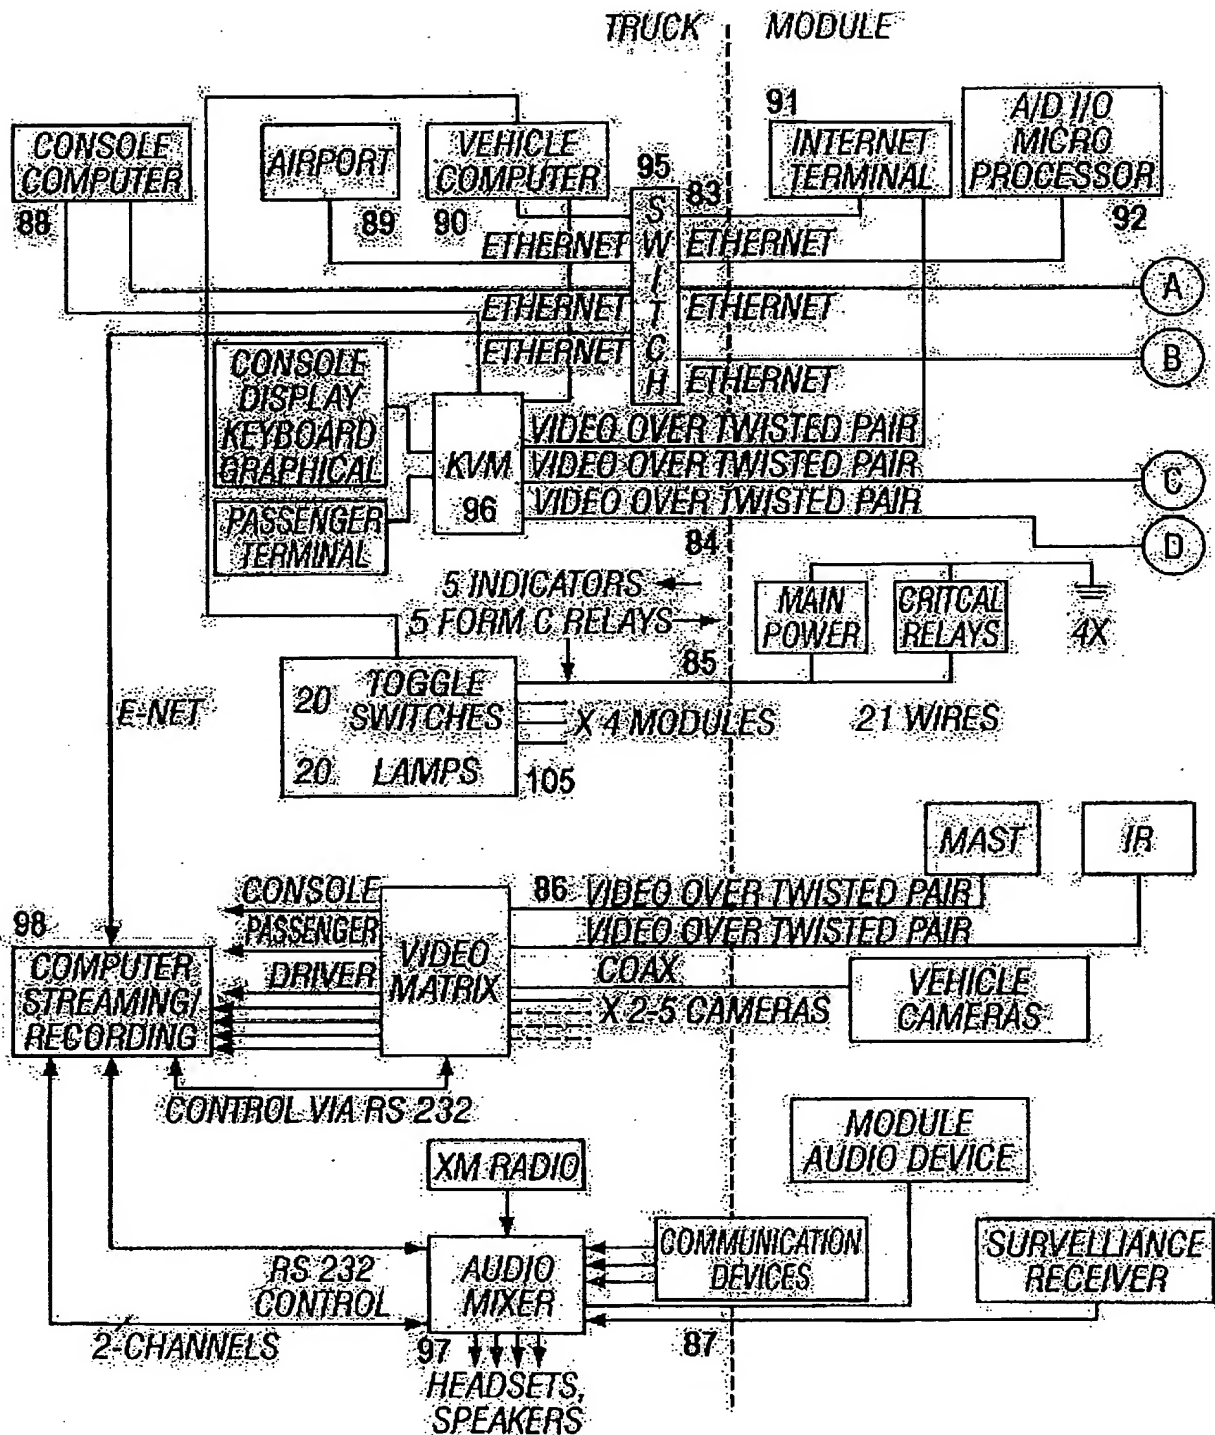 TRUCK
MODULE
CONSOLE
COMPUTER
88
AIRPORT
89
VEHICLE
COMPUTER
90
95
SWITCH
83
91
INTERNET
TERMINAL
A/D I/O
MICRO
PROCESSOR
92
ETHERNET
ETHERNET
A
ETHERNET
ETHERNET
ETHERNET
B
ETHERNET
CONSOLE
DISPLAY
KEYBOARD
GRAPHICAL
PASSENGER
TERMINAL
KVM
96
VIDEO OVER TWISTED PAIR
VIDEO OVER TWISTED PAIR
C
VIDEO OVER TWISTED PAIR
84
D
5 INDICATORS
5 FORM C RELAYS
85
MAIN
POWER
CRITCAL
RELAYS
4X
20 TOGGLE
SWITCHES
20 LAMPS
105
X 4 MODULES
21 WIRES
E-NET
MAST
IR
CONSOLE
PASSENGER
DRIVER
VIDEO
MATRIX
86
VIDEO OVER TWISTED PAIR
VIDEO OVER TWISTED PAIR
COAX
X 2-5 CAMERAS
VEHICLE
CAMERAS
98
COMPUTER
STREAMING/
RECORDING
CONTROL VIA RS 232
MODULE
AUDIO DEVICE
XM RADIO
AUDIO
MIXER
97
COMMUNICATION
DEVICES
SURVELLIANCE
RECEIVER
RS 232
CONTROL
2-CHANNELS
87
HEADSETS,
SPEAKERS